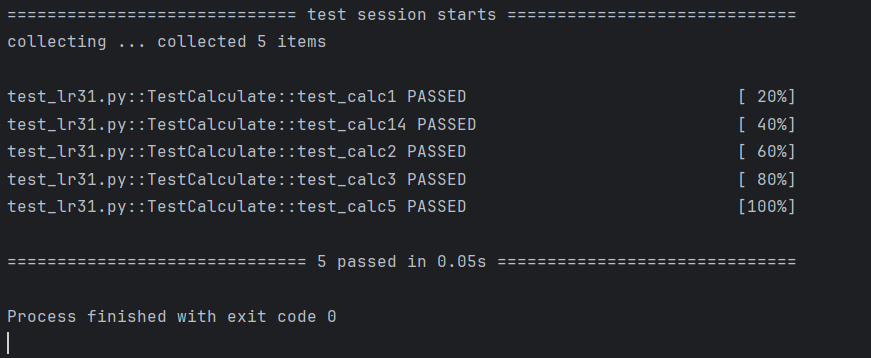 ============================= test session starts =============================
collecting ... collected 5 items
test_lr31.py::TestCalculate::test_calc1 PASSED                           [ 20%]
test_lr31.py::TestCalculate::test_calc14 PASSED                          [ 40%]
test_lr31.py::TestCalculate::test_calc2 PASSED                           [ 60%]
test_lr31.py::TestCalculate::test_calc3 PASSED                           [ 80%]
test_lr31.py::TestCalculate::test_calc5 PASSED                           [100%]
============================== 5 passed in 0.05s ==============================
Process finished with exit code 0